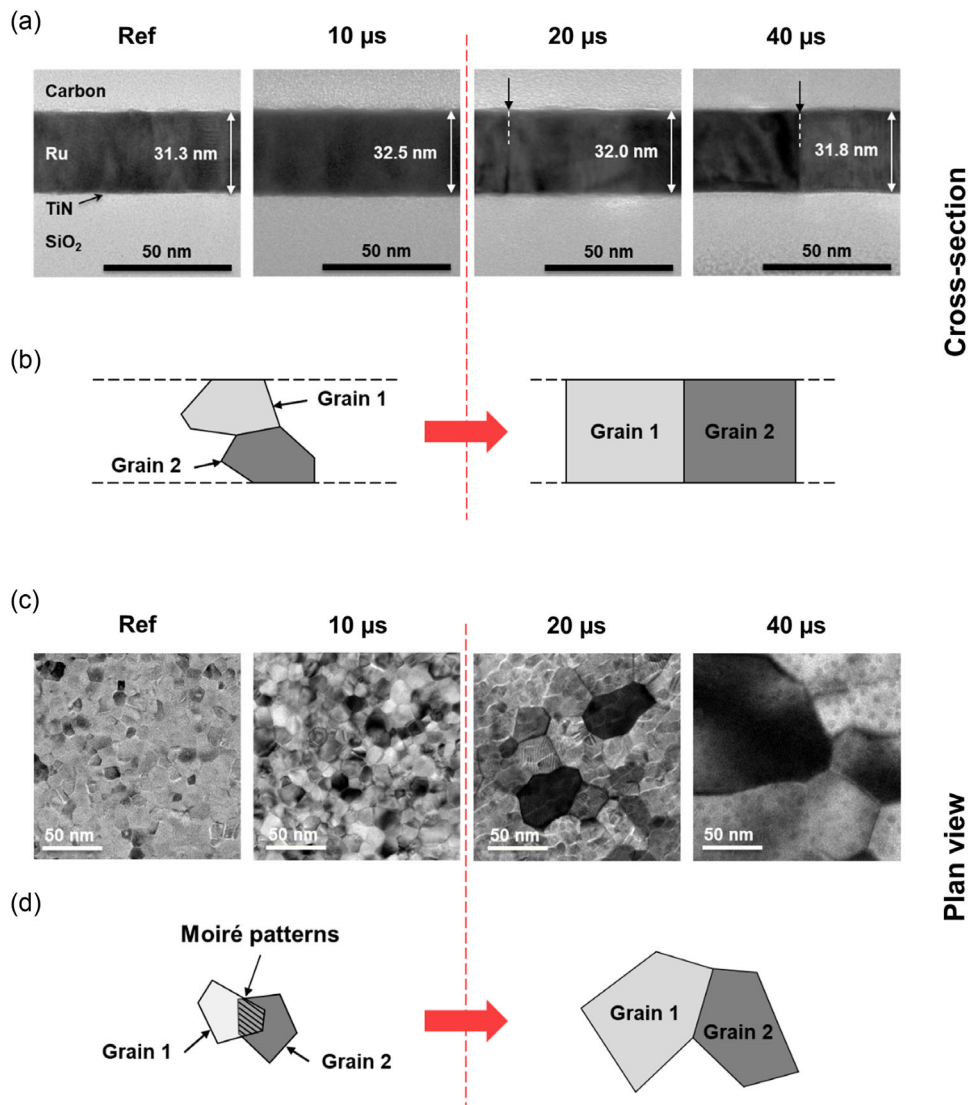 (a)
Ref 10 μs 20 μs 40 μs
Carbon
Ru
31.3 nm 32.5 nm 32.0 nm 31.8 nm
TiN
SiO₂
50 nm 50 nm 50 nm 50 nm
Cross-section
(b)
Grain 1
Grain 2
Grain 1 Grain 2
(c)
Ref 10 μs 20 μs 40 μs
50 nm 50 nm 50 nm 50 nm
Plan view
(d)
Moiré patterns
Grain 1
Grain 2
Grain 1
Grain 2